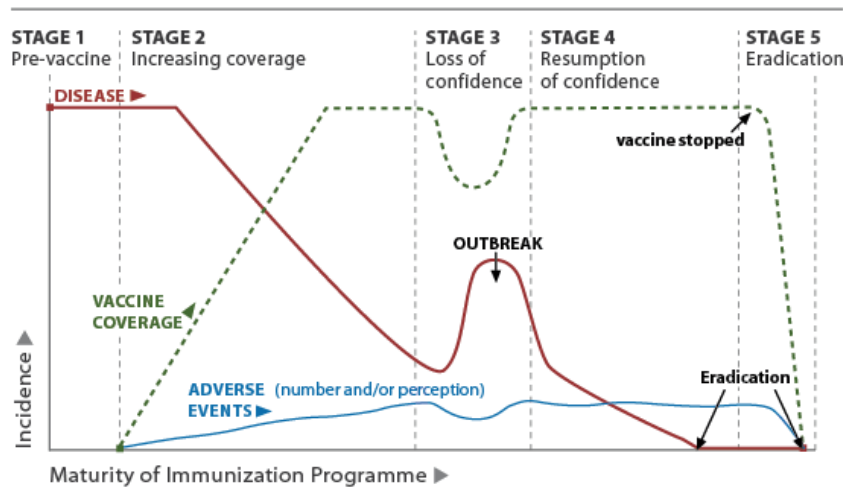 STAGE 1
Pre-vaccine
STAGE 2
Increasing coverage
STAGE 3
Loss of
confidence
STAGE 4
Resumption
of confidence
STAGE 5
Eradication
DISEASE ►
vaccine stopped
OUTBREAK
VACCINE
COVERAGE ►
ADVERSE (number and/or perception)
EVENTS ►
Eradication
Incidence ►
Maturity of Immunization Programme ►